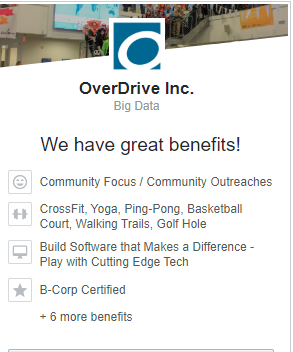 OverDrive Inc.
Big Data
We have great benefits!
Community Focus / Community Outreaches
CrossFit, Yoga, Ping-Pong, Basketball
Court, Walking Trails, Golf Hole
Build Software that Makes a Difference -
Play with Cutting Edge Tech
B-Corp Certified
+ 6 more benefits